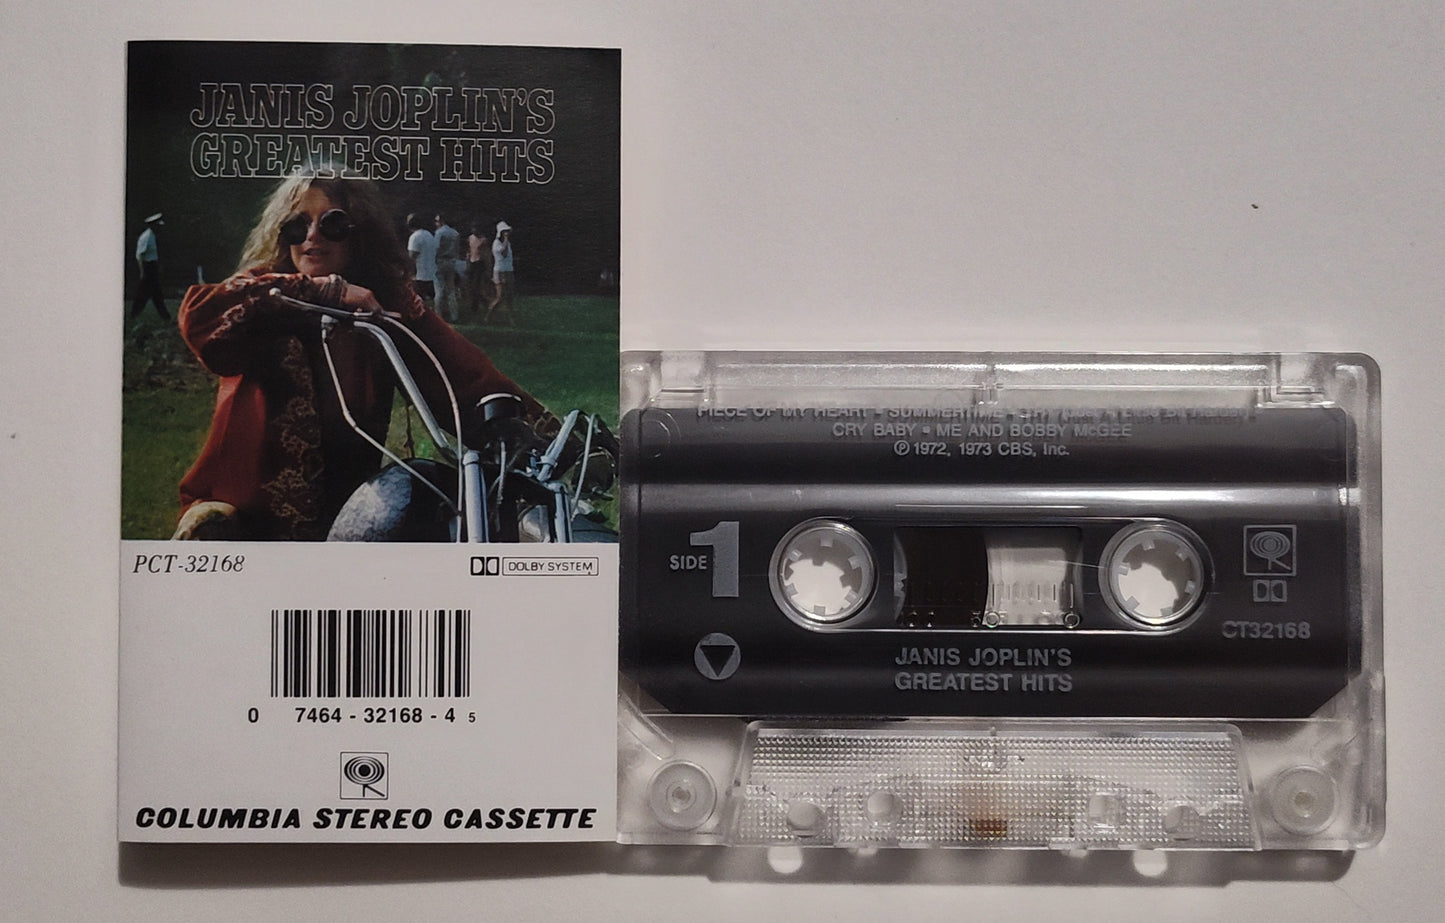 JANIS JOPLIN'S
GREATEST HITS
PCT-32168
DOLBY SYSTEM
0 7464 - 32168 - 4 5
COLUMBIA STEREO CASSETTE
PIECE OF MY HEART • SUMMERTIME •
CRY BABY • ME AND BOBBY McGEE
℗ 1972, 1973 CBS, Inc.
SIDE 1
CT32168
JANIS JOPLIN'S
GREATEST HITS